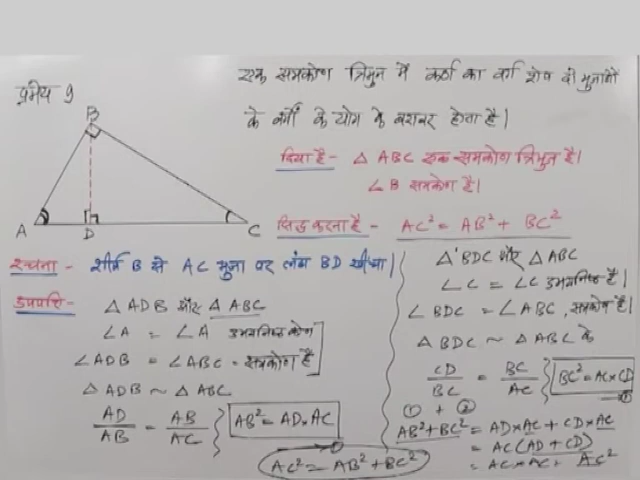 प्रमेय 9
एक समकोण त्रिभुज में कर्ण का वर्ग शेष दो भुजाओं
के वर्गों के योग के बराबर होता है।
दिया है - △ ABC एक समकोण त्रिभुज है।
∠B समकोण है।
सिद्ध करना है - AC² = AB² + BC²
B
A
D
C
रचना - शीर्ष B से AC भुजा पर लंब BD खींचा।
उपपत्ति - △ ADB और △ ABC
∠A = ∠A उभयनिष्ठ कोण
∠ADB = ∠ABC = समकोण है
△ ADB ~ △ ABC
AD/AB = AB/AC } AB² = AD×AC
①
△ BDC और △ ABC
∠C = ∠C उभयनिष्ठ है।
∠BDC = ∠ABC, समकोण है।
△ BDC ~ △ ABC के
CD/BC = BC/AC } BC² = AC×CD
① + ②
AB² + BC² = AD×AC + CD×AC
= AC(AD + CD)
= AC×AC = AC²
AC² = AB² + BC²